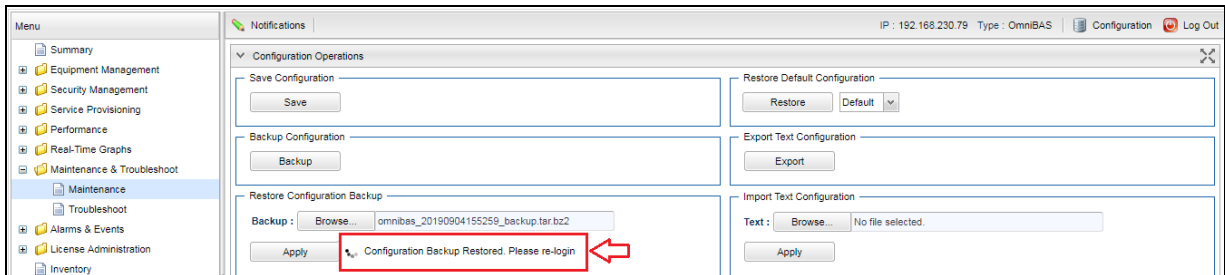 Menu
Summary
Equipment Management
Security Management
Service Provisioning
Performance
Real-Time Graphs
Maintenance & Troubleshoot
Maintenance
Troubleshoot
Alarms & Events
License Administration
Inventory
Notifications
IP : 192.168.230.79 Type : OmniBAS
Configuration
Log Out
Configuration Operations
Save Configuration
Save
Restore Default Configuration
Restore
Default
Backup Configuration
Backup
Export Text Configuration
Export
Restore Configuration Backup
Backup : Browse... omnibas_20190904155259_backup.tar.bz2
Apply
Configuration Backup Restored. Please re-login
Import Text Configuration
Text : Browse... No file selected.
Apply